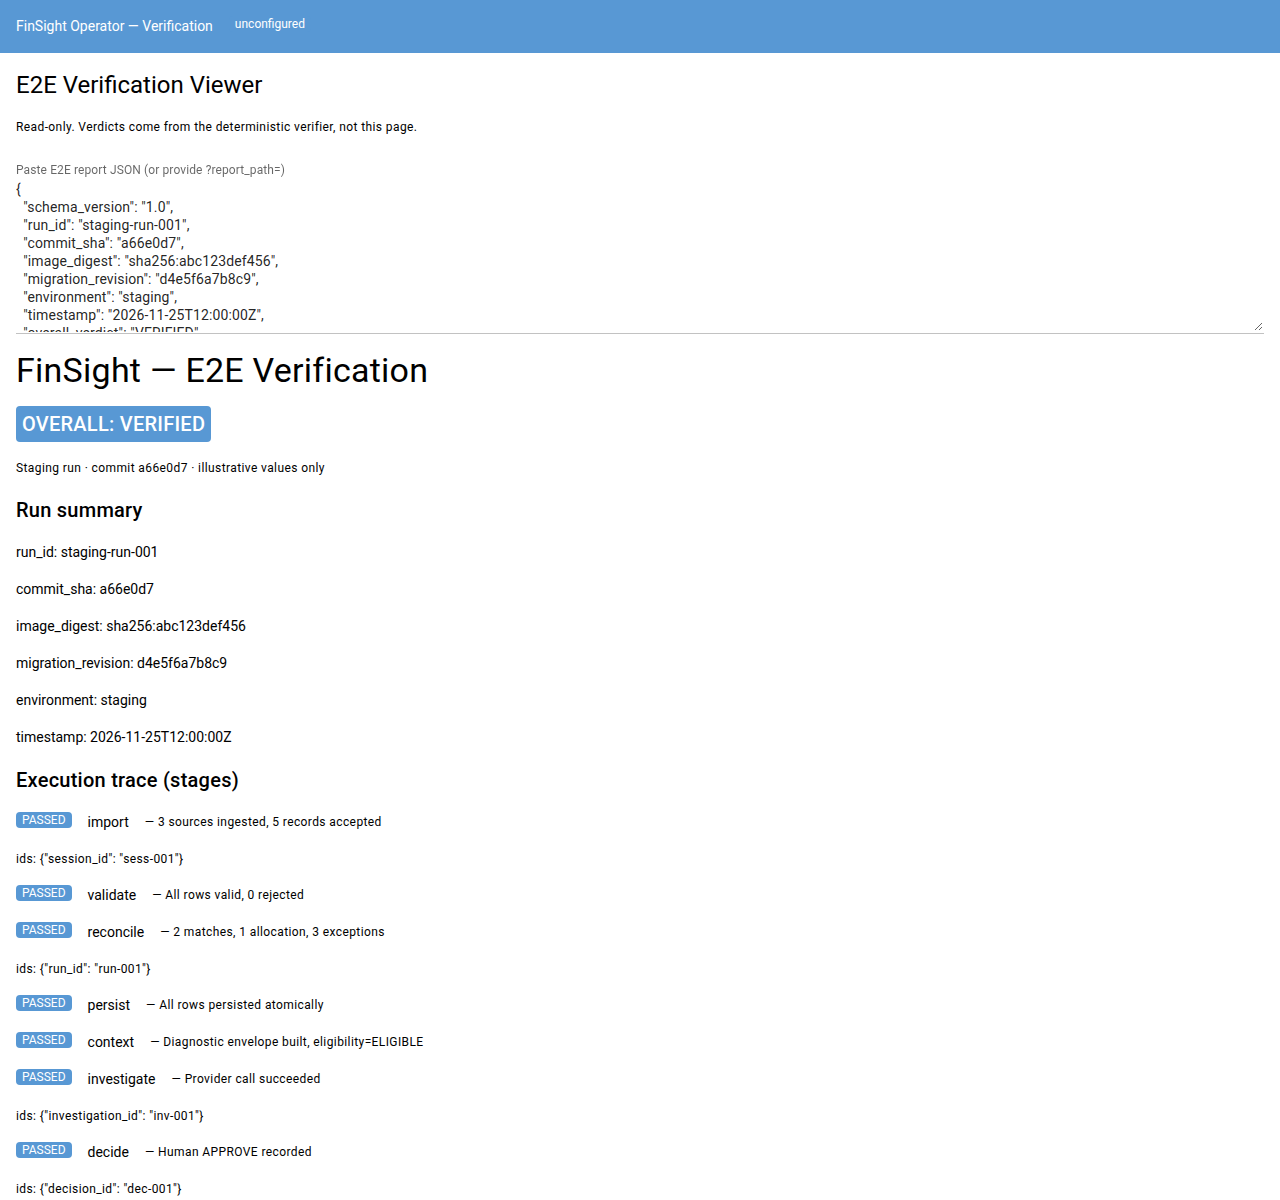 FinSight Operator — Verification
unconfigured
E2E Verification Viewer
Read-only. Verdicts come from the deterministic verifier, not this page.
Paste E2E report JSON (or provide ?report_path=)
{
"schema_version": "1.0",
"run_id": "staging-run-001",
"commit_sha": "a66e0d7",
"image_digest": "sha256:abc123def456",
"migration_revision": "d4e5f6a7b8c9",
"environment": "staging",
"timestamp": "2026-11-25T12:00:00Z",
"overall_verdict": "VERIFIED"
FinSight — E2E Verification
OVERALL: VERIFIED
Staging run · commit a66e0d7 · illustrative values only
Run summary
run_id: staging-run-001
commit_sha: a66e0d7
image_digest: sha256:abc123def456
migration_revision: d4e5f6a7b8c9
environment: staging
timestamp: 2026-11-25T12:00:00Z
Execution trace (stages)
PASSED import — 3 sources ingested, 5 records accepted
ids: {"session_id": "sess-001"}
PASSED validate — All rows valid, 0 rejected
PASSED reconcile — 2 matches, 1 allocation, 3 exceptions
ids: {"run_id": "run-001"}
PASSED persist — All rows persisted atomically
PASSED context — Diagnostic envelope built, eligibility=ELIGIBLE
PASSED investigate — Provider call succeeded
ids: {"investigation_id": "inv-001"}
PASSED decide — Human APPROVE recorded
ids: {"decision_id": "dec-001"}